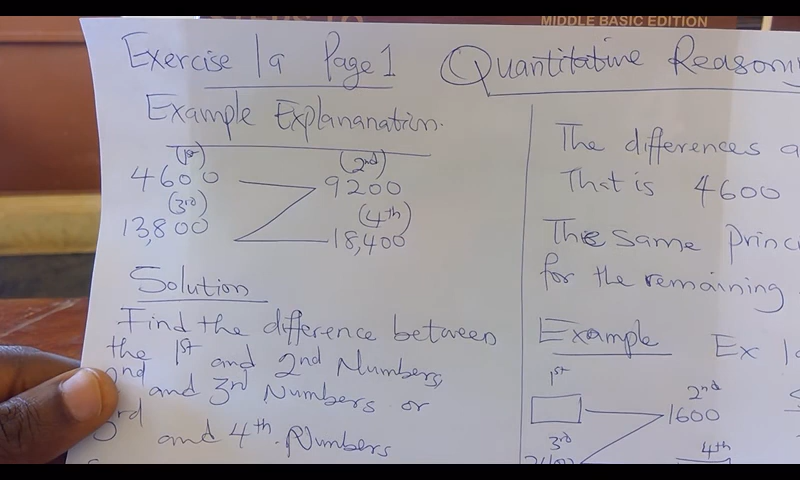 MIDDLE BASIC EDITION
Exercise 1a Page 1
Quantitative Reasoning
Example Explananation.
(1st)
4600
(2nd)
9200
(3rd)
13,800
(4th)
18,400
Solution
Find the difference between
the 1st and 2nd Numbers,
2nd and 3rd Numbers or
3rd and 4th Numbers
The differences a
That is 4600
The same princ
for the remaining
Example Ex 1a
1st
2nd
1600
3rd
4th